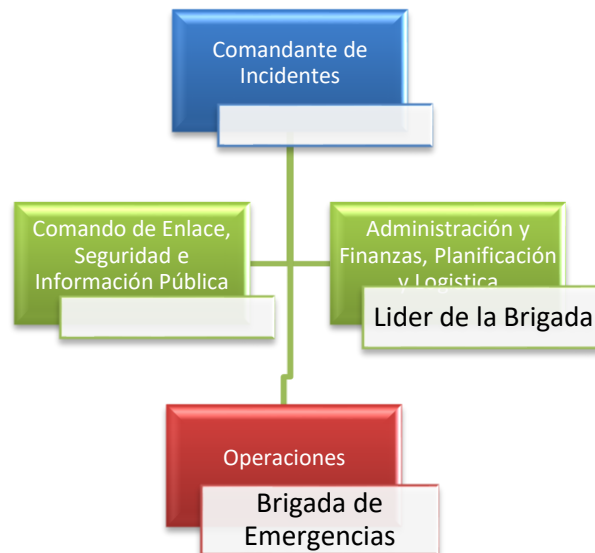 Comandante de
Incidentes
Comando de Enlace,
Seguridad e
Información Pública
Administración y
Finanzas, Planificación
y Logistica
Lider de la Brigada
Operaciones
Brigada de
Emergencias